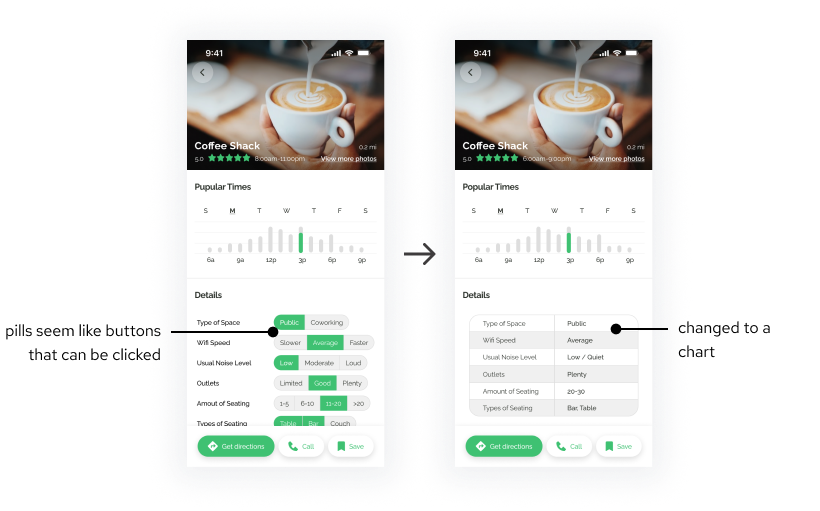 9:41
Coffee Shack
0.2 mi
5.0 8:00am-11:00pm View more photos
Pupular Times
S M T W T F S
6a 9a 12p 3p 6p 9p
Details
Type of Space Public Coworking
Wifi Speed Slower Average Faster
Usual Noise Level Low Moderate Loud
Outlets Limited Good Plenty
Amout of Seating 1-5 6-10 11-20 >20
Types of Seating Table Bar Couch
Get directions Call Save
pills seem like buttons
that can be clicked
9:41
Coffee Shack
0.2 mi
5.0 6:00am-9:00pm View more photos
Popular Times
S M T W T F S
6a 9a 12p 3p 6p 9p
Details
Type of Space Public
Wifi Speed Average
Usual Noise Level Low / Quiet
Outlets Plenty
Amount of Seating 20-30
Types of Seating Bar, Table
Get directions Call Save
changed to a
chart